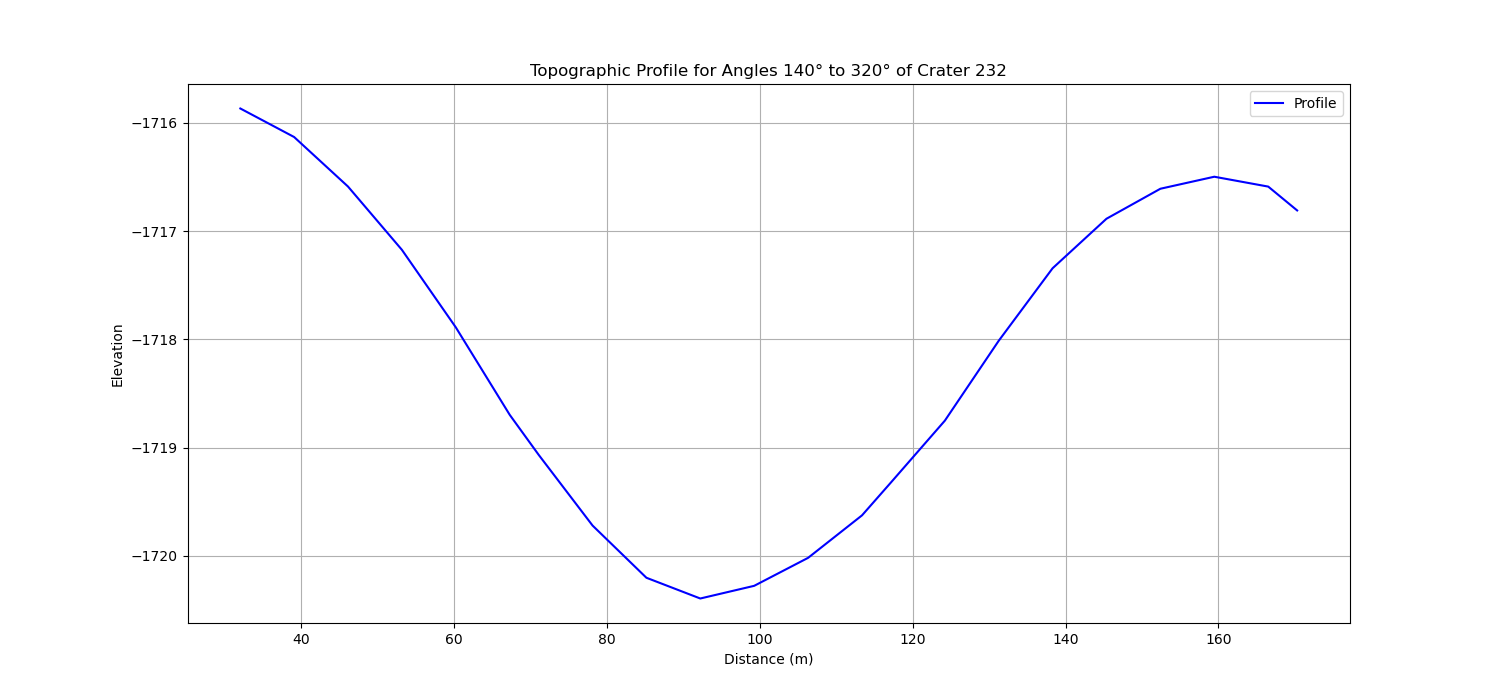 Topographic Profile for Angles 140° to 320° of Crater 232
Profile
−1716
−1717
−1718
−1719
−1720
Elevation
40 60 80 100 120 140 160
Distance (m)